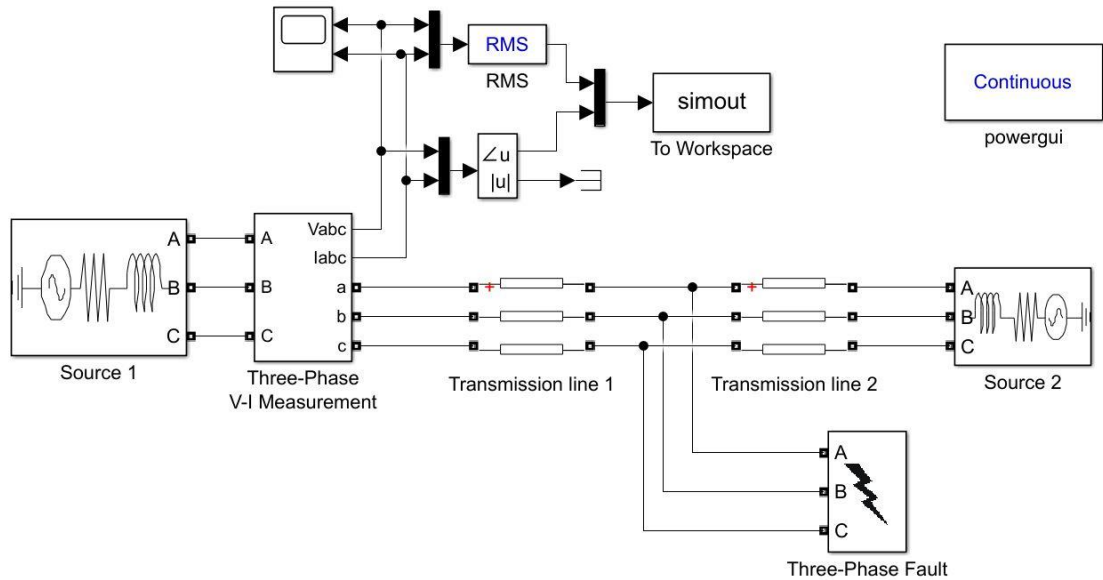 RMS
RMS
simout
To Workspace
Continuous
powergui
∠u
|u|
Vabc
Iabc
A
B
C
A
B
C
a
b
c
A
B
C
Source 1
Three-Phase
V-I Measurement
Transmission line 1
Transmission line 2
Source 2
A
B
C
Three-Phase Fault